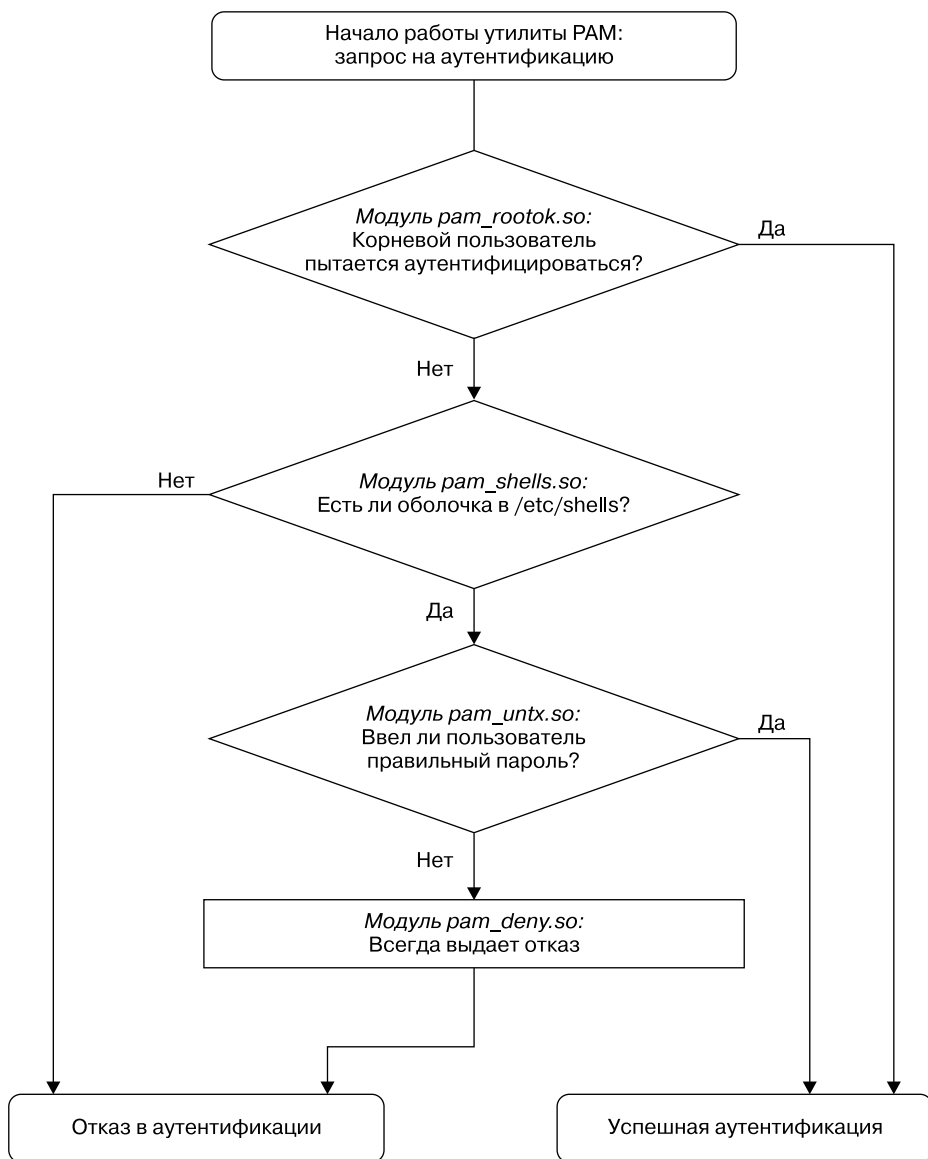 Начало работы утилиты PAM:
запрос на аутентификацию
Модуль pam_rootok.so:
Корневой пользователь
пытается аутентифицироваться?
Да
Нет
Модуль pam_shells.so:
Есть ли оболочка в /etc/shells?
Нет
Да
Модуль pam_untx.so:
Ввел ли пользователь
правильный пароль?
Да
Нет
Модуль pam_deny.so:
Всегда выдает отказ
Отказ в аутентификации
Успешная аутентификация